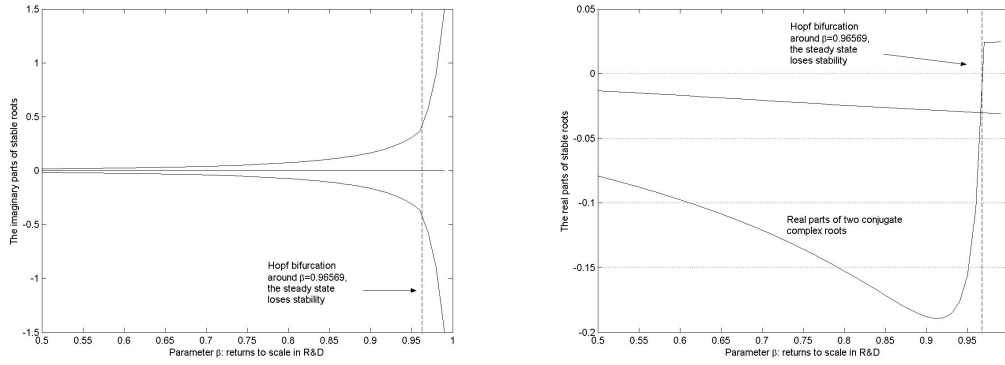 The imaginary parts of stable roots
1.5
1
0.5
0
-0.5
-1
-1.5
Hopf bifurcation
around β=0.96569,
the steady state
loses stability
0.5 0.55 0.6 0.65 0.7 0.75 0.8 0.85 0.9 0.95 1
Parameter β: returns to scale in R&D
The real parts of stable roots
0.05
0
-0.05
-0.1
-0.15
-0.2
Hopf bifurcation
around β=0.96569,
the steady state
loses stability
Real parts of two conjugate
complex roots
0.5 0.55 0.6 0.65 0.7 0.75 0.8 0.85 0.9 0.95
Parameter β: returns to scale in R&D